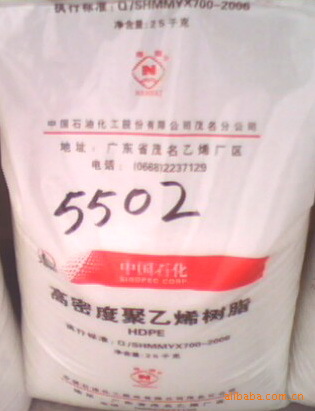 执行标准：Q/SHMMYX700-2006
净含量：25千克
N
中国石油化工股份有限公司茂名分公司
地址：广东省茂名乙烯厂区
电话：(0668)2237129
5502
中国石化
SINOPEC CORP.
高密度聚乙烯树脂
HDPE
执行标准：Q/SHMMYX700-2006
净含量：25千克
alibaba.com.cn